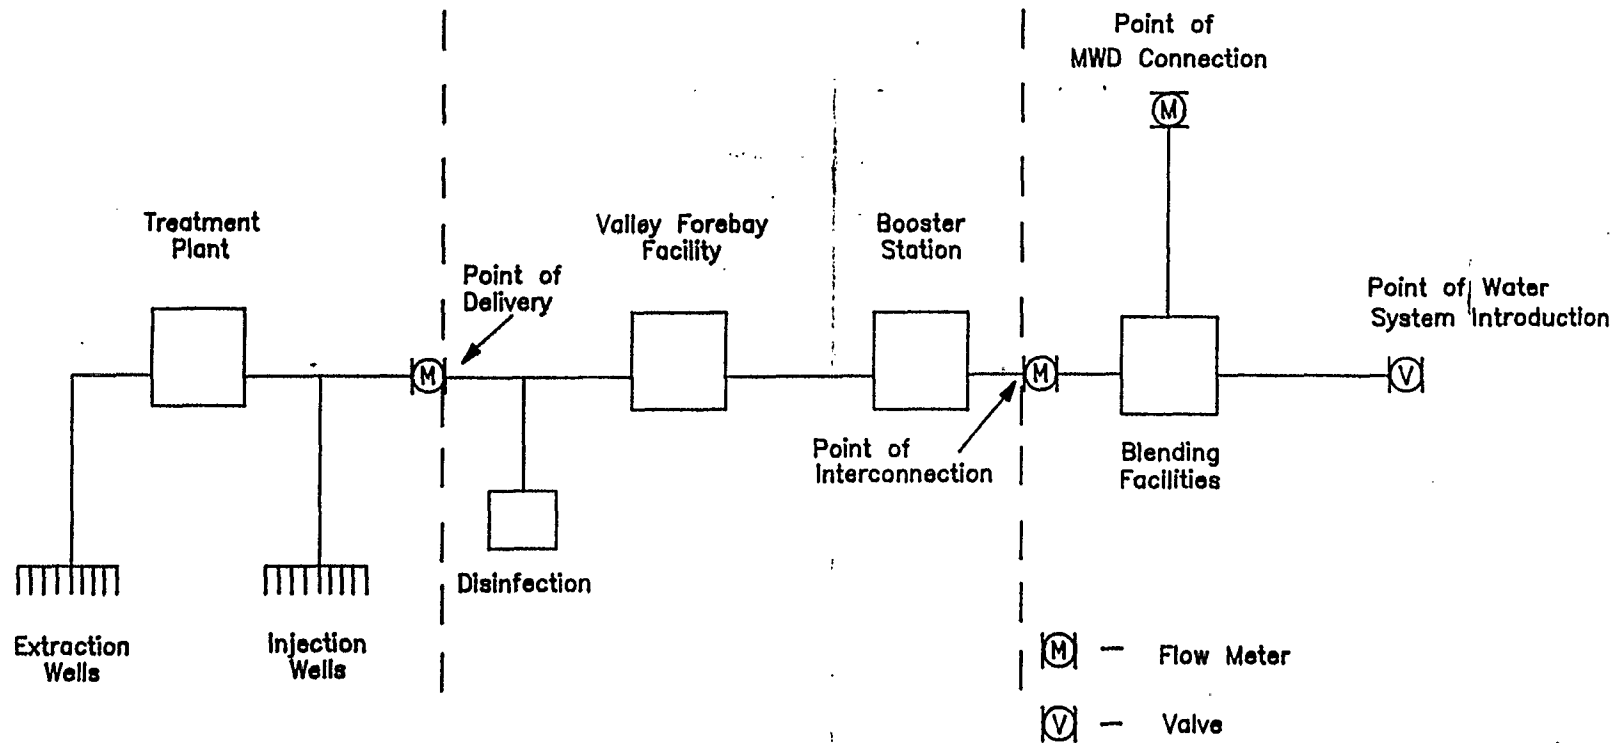 Point of
MWD Connection
M
Treatment
Plant
Valley Forebay
Facility
Booster
Station
Point of
Delivery
Point of Water
System Introduction
M
M
V
Point of
Interconnection
Blending
Facilities
Disinfection
Extraction
Wells
Injection
Wells
M – Flow Meter
V – Valve